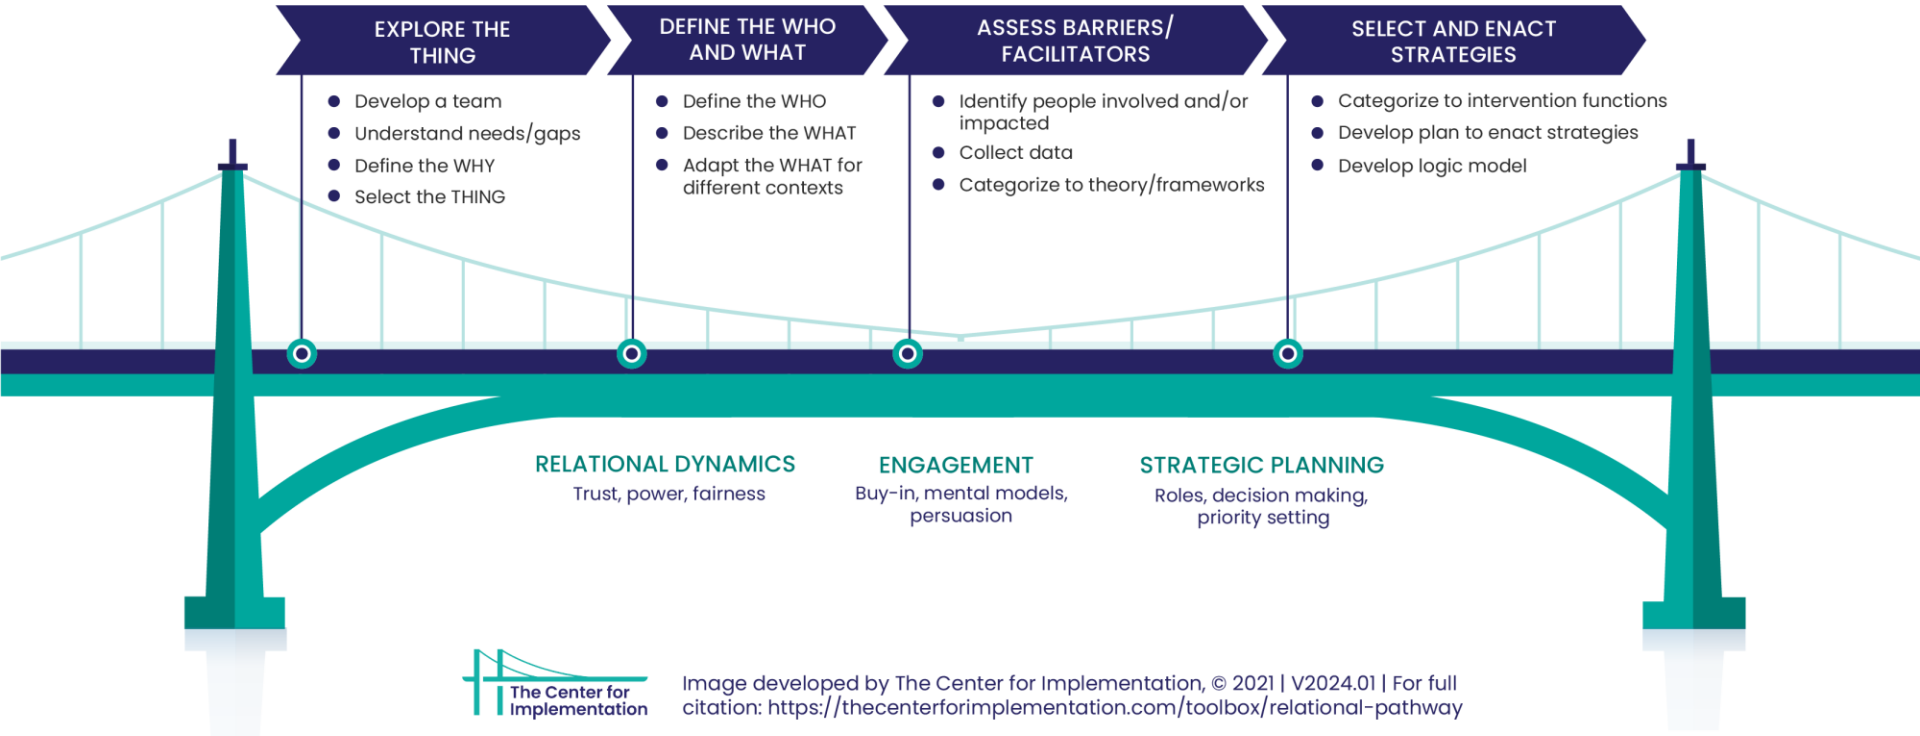 EXPLORE THE
THING
DEFINE THE WHO
AND WHAT
ASSESS BARRIERS/
FACILITATORS
SELECT AND ENACT
STRATEGIES
Develop a team
Understand needs/gaps
Define the WHY
Select the THING
Define the WHO
Describe the WHAT
Adapt the WHAT for
different contexts
Identify people involved and/or
impacted
Collect data
Categorize to theory/frameworks
Categorize to intervention functions
Develop plan to enact strategies
Develop logic model
RELATIONAL DYNAMICS
Trust, power, fairness
ENGAGEMENT
Buy-in, mental models,
persuasion
STRATEGIC PLANNING
Roles, decision making,
priority setting
The Center for
Implementation
Image developed by The Center for Implementation, © 2021 | V2024.01 | For full
citation: https://thecenterforimplementation.com/toolbox/relational-pathway